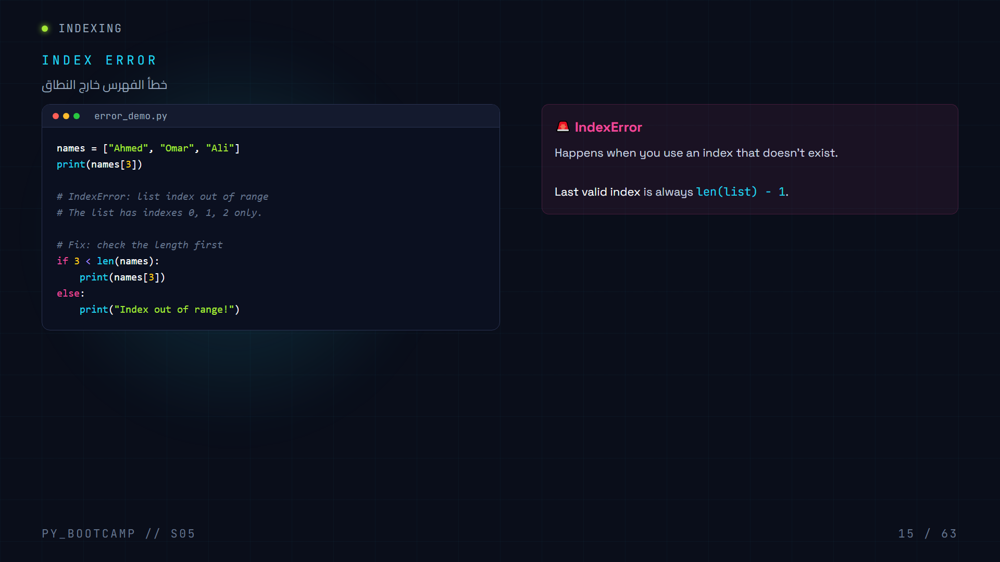 INDEXING
INDEX ERROR
خطأ الفهرس خارج النطاق
error_demo.py
names = ["Ahmed", "Omar", "Ali"]
print(names[3])
# IndexError: list index out of range
# The list has indexes 0, 1, 2 only.
# Fix: check the length first
if 3 < len(names):
    print(names[3])
else:
    print("Index out of range!")
🚨 IndexError
Happens when you use an index that doesn’t exist.
Last valid index is always len(list) - 1.
PY_BOOTCAMP // S05
15 / 63